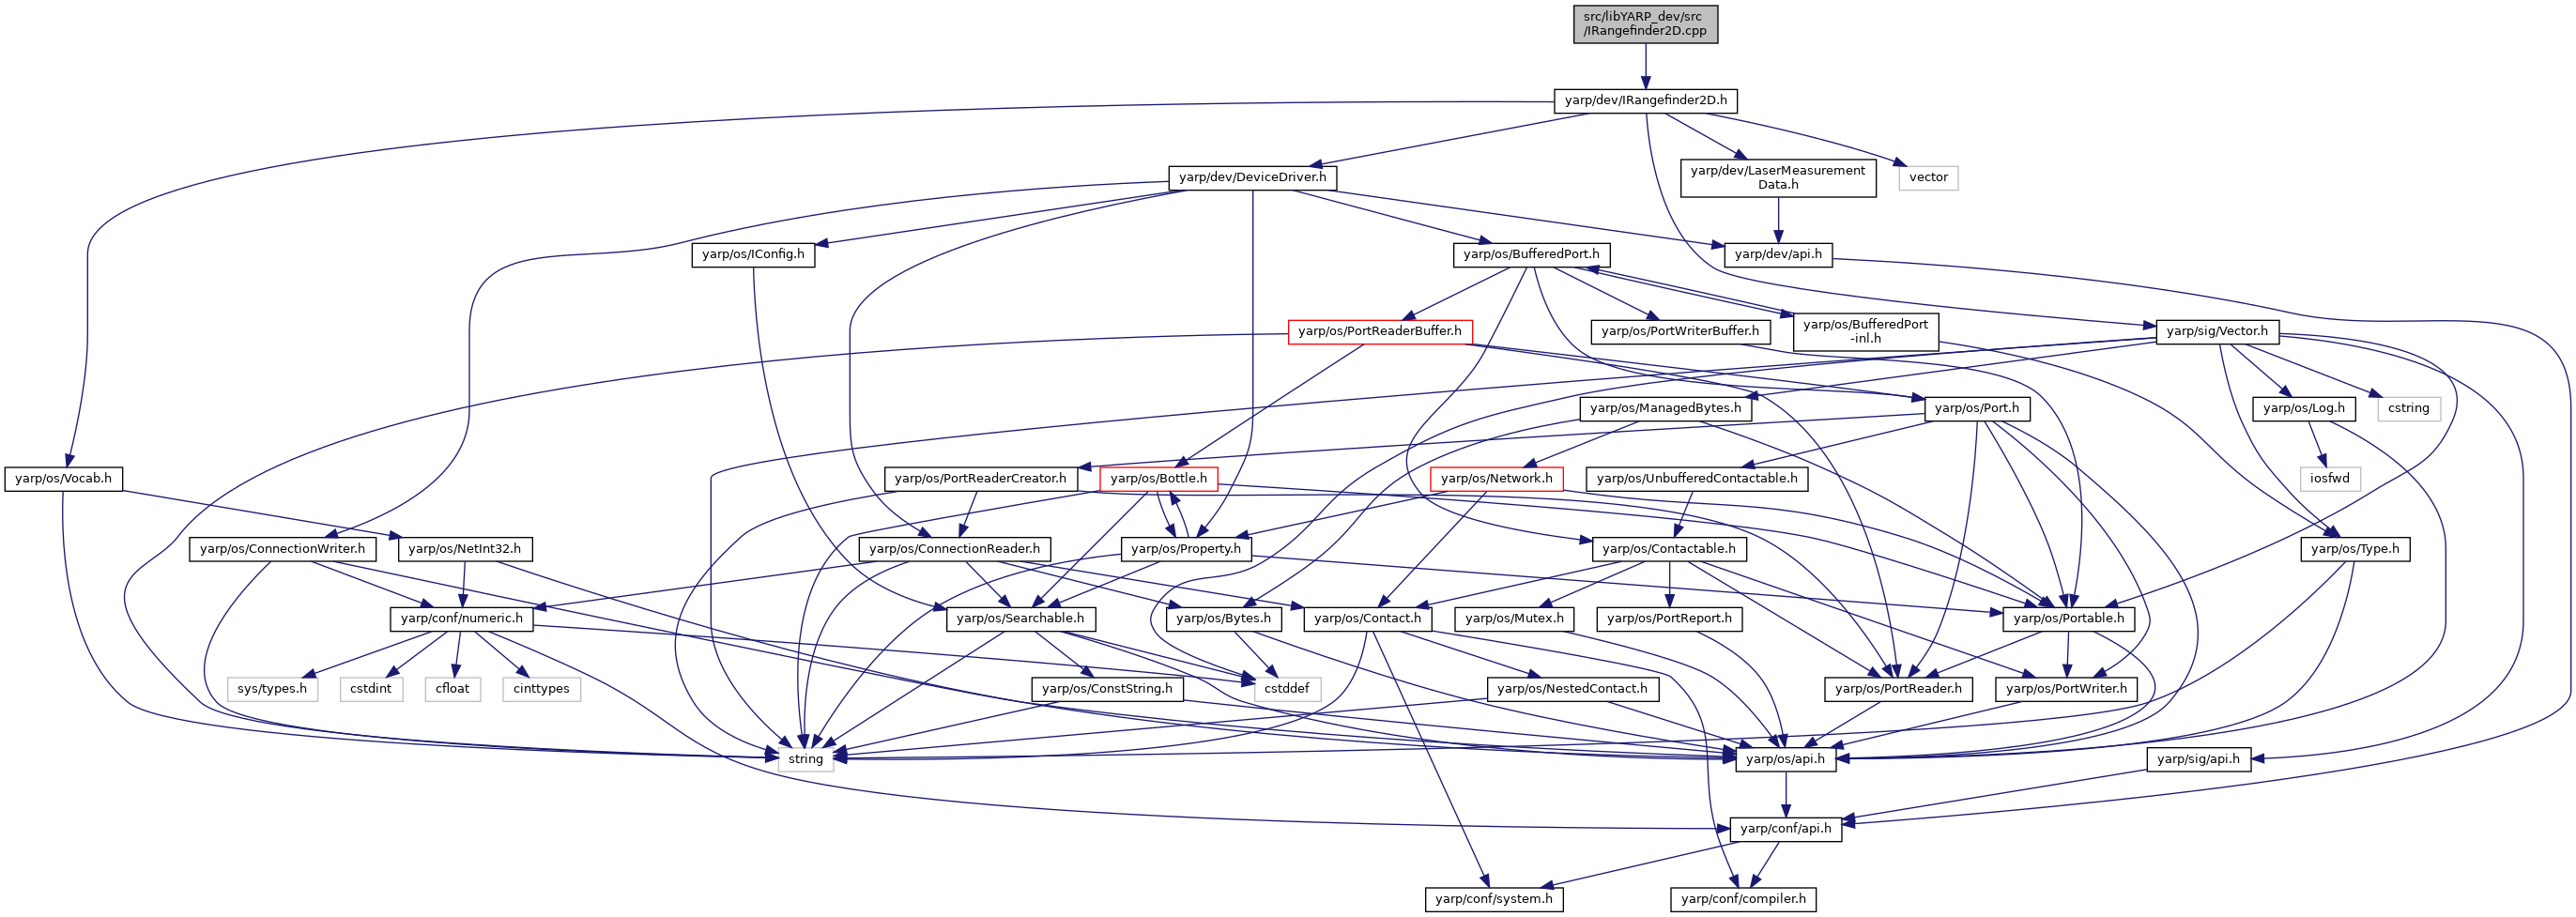 src/libYARP_dev/src
/IRangefinder2D.cpp
yarp/dev/IRangefinder2D.h
yarp/dev/DeviceDriver.h
yarp/dev/LaserMeasurement
Data.h
vector
yarp/os/IConfig.h
yarp/os/BufferedPort.h
yarp/dev/api.h
yarp/os/PortReaderBuffer.h
yarp/os/PortWriterBuffer.h
yarp/os/BufferedPort
-inl.h
yarp/sig/Vector.h
yarp/os/ManagedBytes.h
yarp/os/Port.h
yarp/os/Log.h
cstring
yarp/os/Vocab.h
yarp/os/PortReaderCreator.h
yarp/os/Bottle.h
yarp/os/Network.h
yarp/os/UnbufferedContactable.h
iosfwd
yarp/os/ConnectionWriter.h
yarp/os/NetInt32.h
yarp/os/ConnectionReader.h
yarp/os/Property.h
yarp/os/Contactable.h
yarp/os/Type.h
yarp/conf/numeric.h
yarp/os/Searchable.h
yarp/os/Bytes.h
yarp/os/Contact.h
yarp/os/Mutex.h
yarp/os/PortReport.h
yarp/os/Portable.h
sys/types.h
cstdint
cfloat
cinttypes
yarp/os/ConstString.h
cstddef
yarp/os/NestedContact.h
yarp/os/PortReader.h
yarp/os/PortWriter.h
string
yarp/os/api.h
yarp/sig/api.h
yarp/conf/api.h
yarp/conf/system.h
yarp/conf/compiler.h